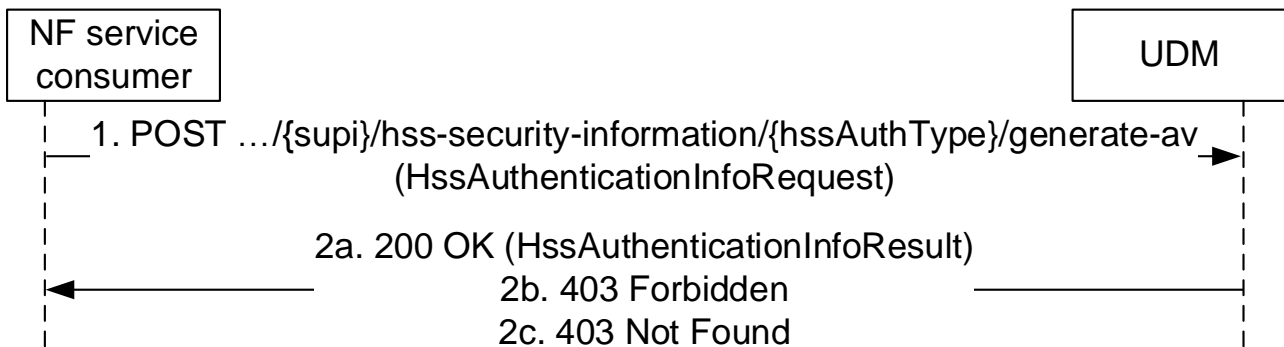 NF service
consumer
UDM
1. POST …/{supi}/hss-security-information/{hssAuthType}/generate-av
(HssAuthenticationInfoRequest)
2a. 200 OK (HssAuthenticationInfoResult)
2b. 403 Forbidden
2c. 403 Not Found